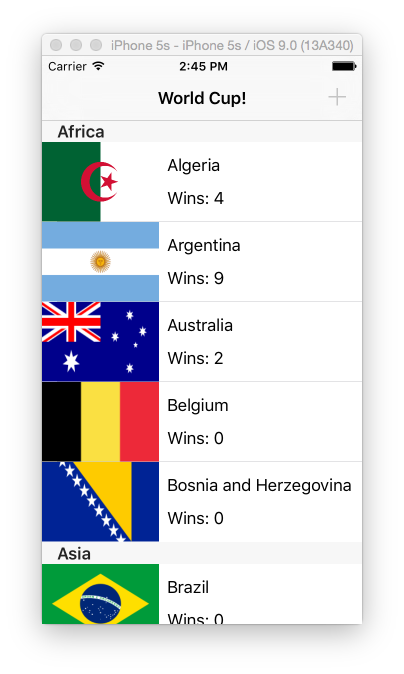 iPhone 5s - iPhone 5s / iOS 9.0 (13A340)
Carrier 2:45 PM
World Cup!
Africa
Algeria
Wins: 4
Argentina
Wins: 9
Australia
Wins: 2
Belgium
Wins: 0
Bosnia and Herzegovina
Wins: 0
Asia
Brazil
Wins: 0